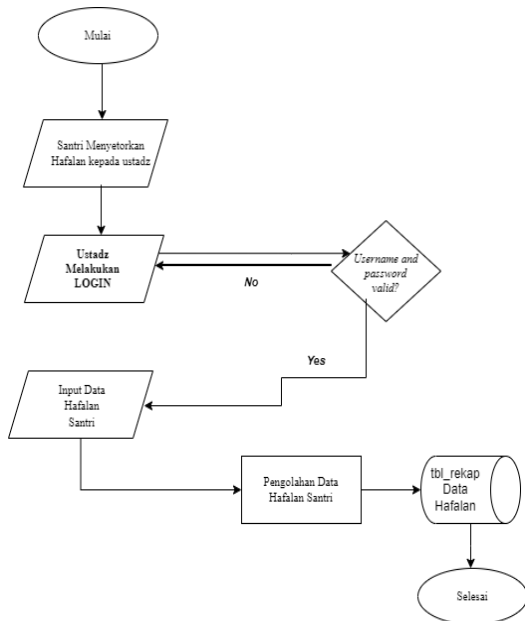 Mulai
Santri Menyetorkan
Hafalan kepada ustadz
Ustadz
Melakukan
LOGIN
Username and
password
valid?
No
Yes
Input Data
Hafalan
Santri
Pengolahan Data
Hafalan Santri
tbl_rekap
Data
Hafalan
Selesai